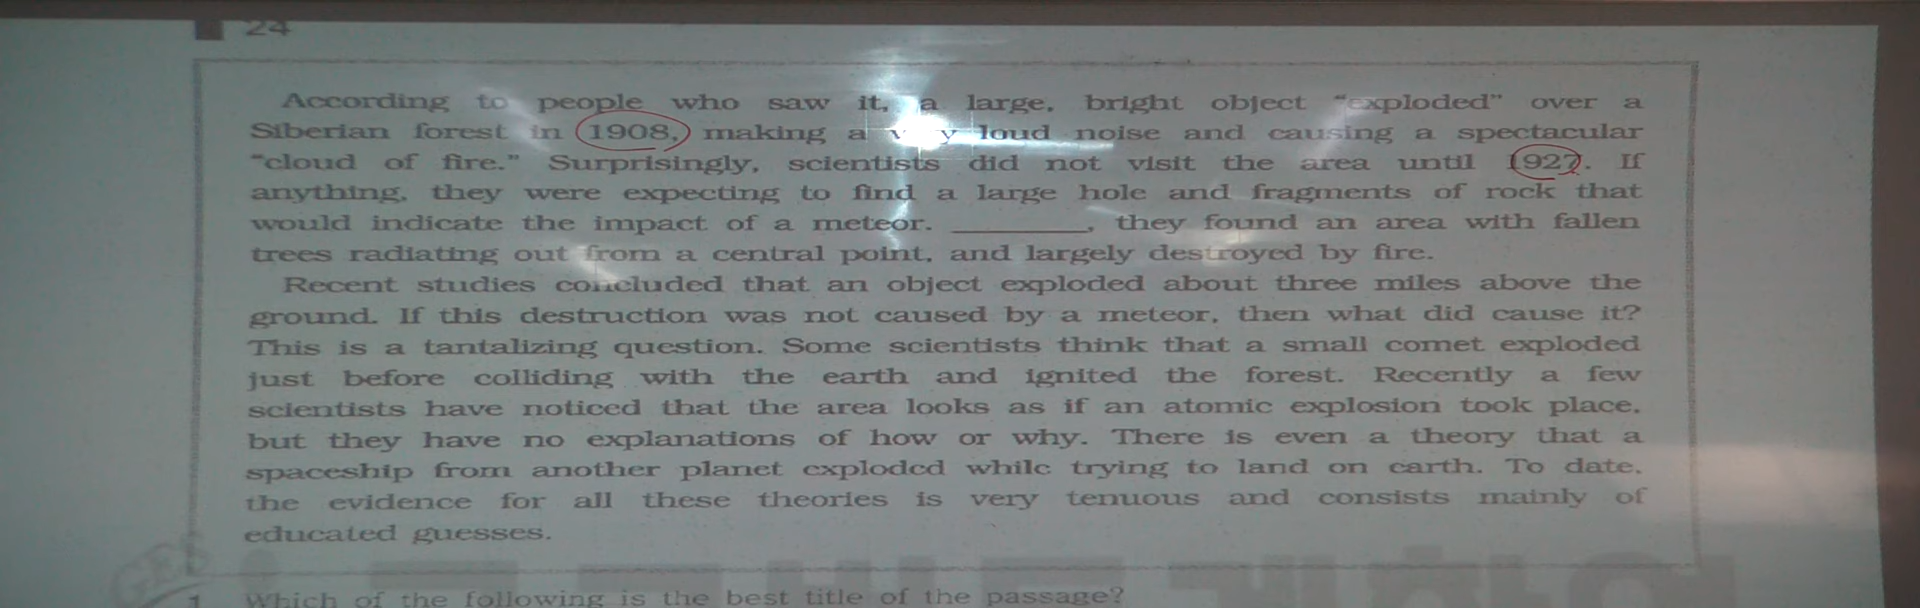 24
According to people who saw it, a large, bright object "exploded" over a
Siberian forest in 1908, making a loud noise and causing a spectacular
"cloud of fire." Surprisingly, scientists did not visit the area until 1927. If
anything, they were expecting to find a large hole and fragments of rock that
would indicate the impact of a meteor. ________, they found an area with fallen
trees radiating out from a central point, and largely destroyed by fire.
Recent studies concluded that an object exploded about three miles above the
ground. If this destruction was not caused by a meteor, then what did cause it?
This is a tantalizing question. Some scientists think that a small comet exploded
just before colliding with the earth and ignited the forest. Recently a few
scientists have noticed that the area looks as if an atomic explosion took place,
but they have no explanations of how or why. There is even a theory that a
spaceship from another planet exploded while trying to land on earth. To date,
the evidence for all these theories is very tenuous and consists mainly of
educated guesses.
GES
1 Which of the following is the best title of the passage?